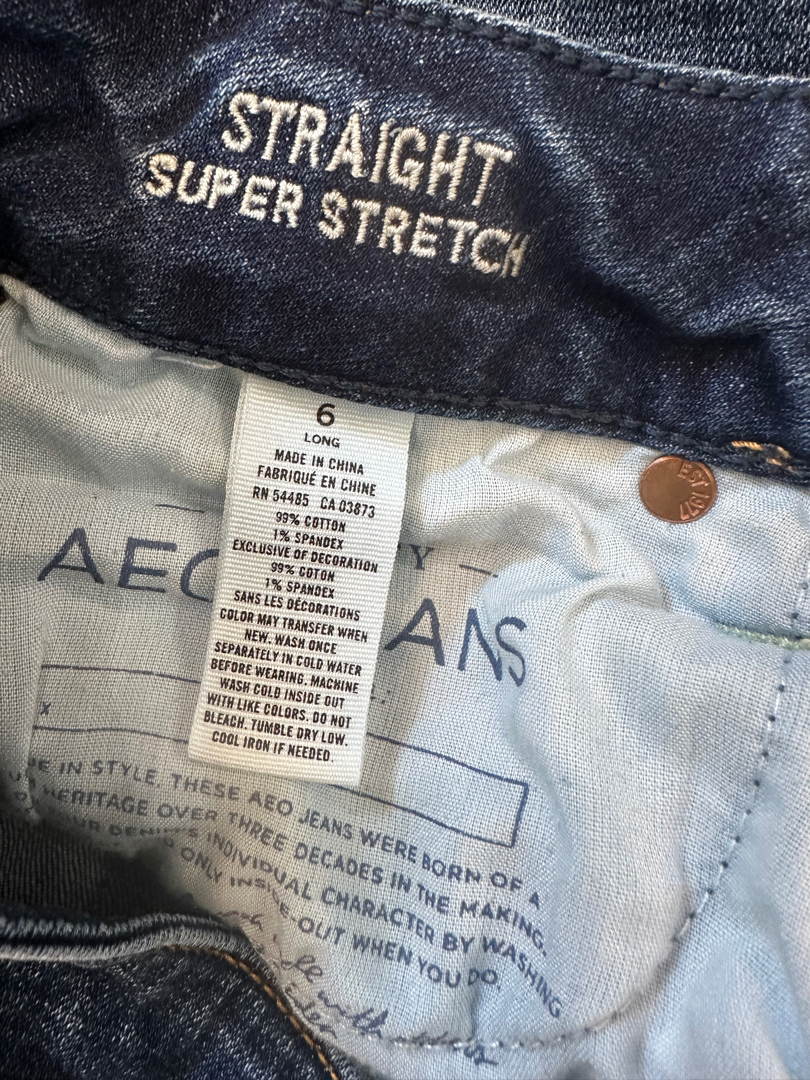 STRAIGHT
SUPER STRETCH
6
LONG
MADE IN CHINA
FABRIQUÉ EN CHINE
RN 54485 CA 03873
99% COTTON
1% SPANDEX
EXCLUSIVE OF DECORATION
99% COTON
1% SPANDEX
SANS LES DÉCORATIONS
COLOR MAY TRANSFER WHEN
NEW. WASH ONCE
SEPARATELY IN COLD WATER
BEFORE WEARING. MACHINE
WASH COLD INSIDE OUT
WITH LIKE COLORS. DO NOT
BLEACH. TUMBLE DRY LOW.
COOL IRON IF NEEDED.
EST 1977
Y
AEO
ANS
X
IN STYLE, THESE AEO JEANS WERE BORN OF A
HERITAGE OVER THREE DECADES IN THE MAKING.
INDIVIDUAL CHARACTER BY WASHING
ONLY INSIDE-OUT WHEN YOU DO.